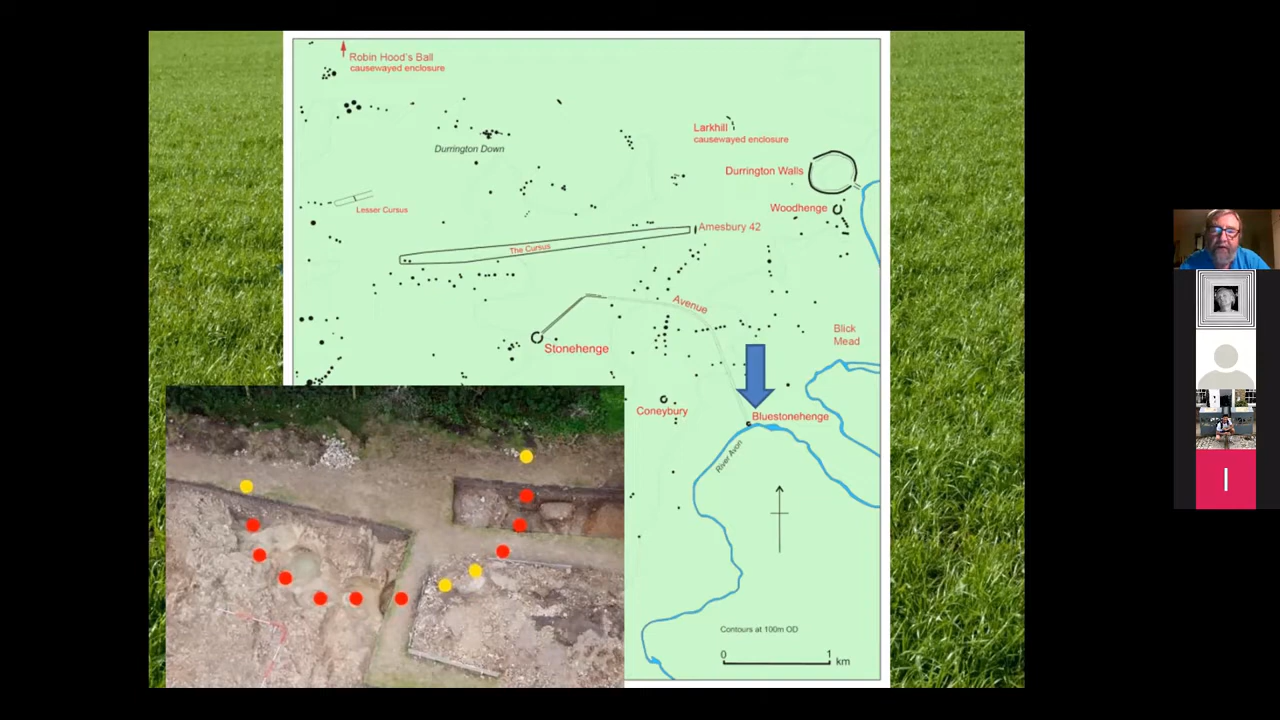 Robin Hood's Ball
causewayed enclosure
Larkhill
causewayed enclosure
Durrington Down
Durrington Walls
Lesser Cursus
Woodhenge
Amesbury 42
The Cursus
Avenue
Blick
Mead
Stonehenge
Coneybury
Bluestonehenge
River Avon
Contours at 100m OD
0 1 km
I